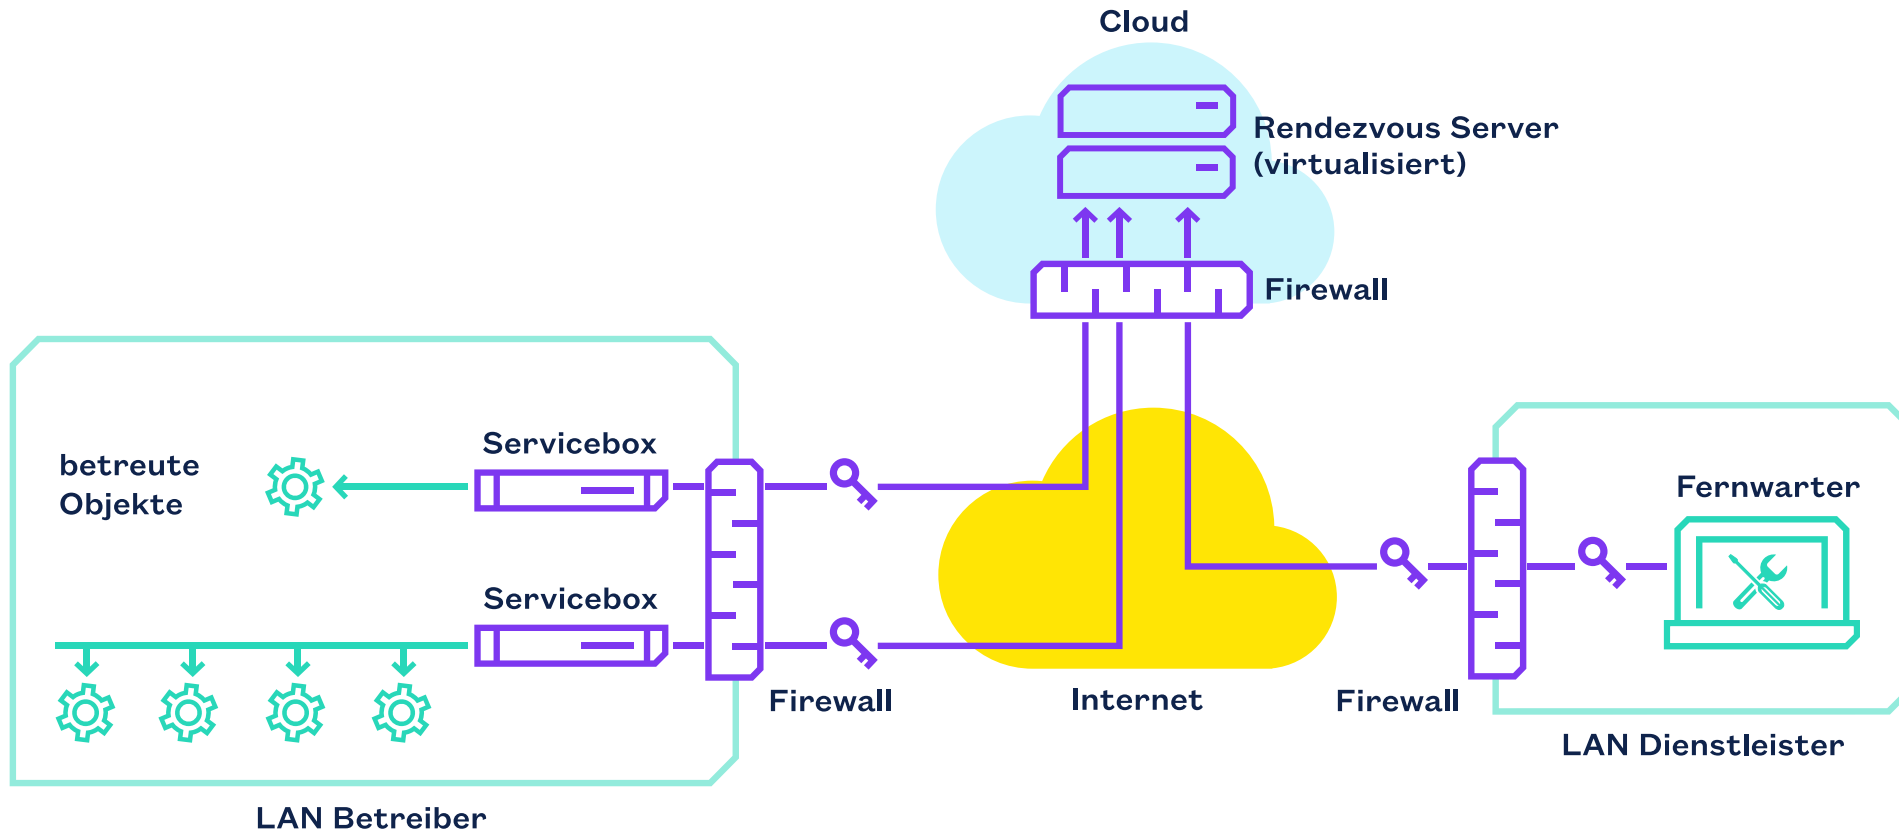 Cloud
Rendezvous Server
(virtualisiert)
Firewall
Servicebox
betreute
Objekte
Fernwarter
Servicebox
Firewall
Internet
Firewall
LAN Dienstleister
LAN Betreiber